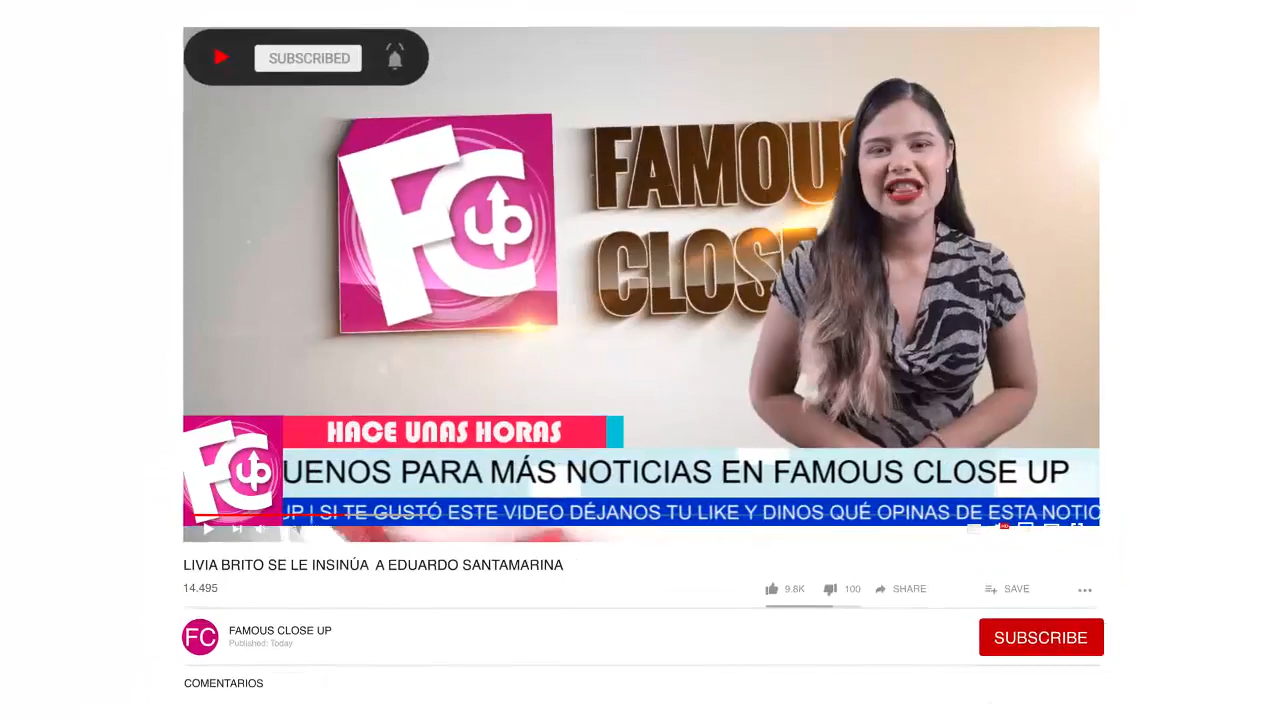 SUBSCRIBED
FC UP
FAMOUS
CLOSE
HACE UNAS HORAS
FC UP
UENOS PARA MÁS NOTICIAS EN FAMOUS CLOSE UP
UP | SI TE GUSTÓ ESTE VIDEO DÉJANOS TU LIKE Y DINOS QUÉ OPINAS DE ESTA NOTIC
HD
LIVIA BRITO SE LE INSINÚA A EDUARDO SANTAMARINA
14.495
9.8K 100 SHARE SAVE
FC
FAMOUS CLOSE UP
Published: Today
SUBSCRIBE
COMENTARIOS